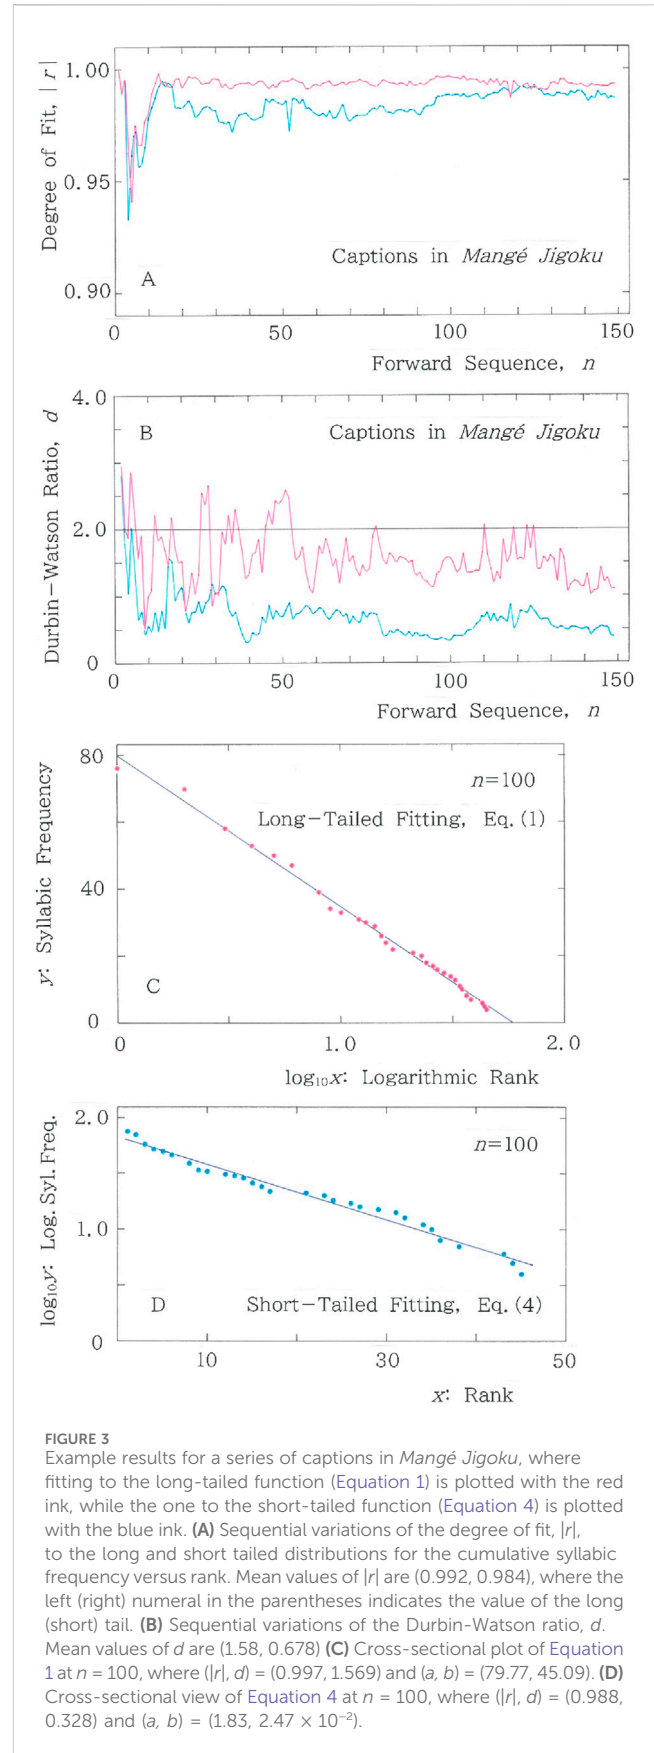 1.00
0.95
0.90
Degree of Fit, |r|
A
Captions in Mangé Jigoku
0
50
100
150
Forward Sequence, n
4.0
2.0
0
Durbin−Watson Ratio, d
B
Captions in Mangé Jigoku
0
50
100
150
Forward Sequence, n
80
40
0
y: Syllabic Frequency
n=100
Long−Tailed Fitting, Eq.(1)
C
0
1.0
2.0
log₁₀x: Logarithmic Rank
2.0
1.0
0
log₁₀y: Log. Syl. Freq.
n=100
D
Short−Tailed Fitting, Eq.(4)
10
30
50
x: Rank
FIGURE 3
Example results for a series of captions in Mangé Jigoku, where
fitting to the long-tailed function (Equation 1) is plotted with the red
ink, while the one to the short-tailed function (Equation 4) is plotted
with the blue ink. (A) Sequential variations of the degree of fit, |r|,
to the long and short tailed distributions for the cumulative syllabic
frequency versus rank. Mean values of |r| are (0.992, 0.984), where the
left (right) numeral in the parentheses indicates the value of the long
(short) tail. (B) Sequential variations of the Durbin-Watson ratio, d.
Mean values of d are (1.58, 0.678) (C) Cross-sectional plot of Equation
1 at n = 100, where (|r|, d) = (0.997, 1.569) and (a, b) = (79.77, 45.09). (D)
Cross-sectional view of Equation 4 at n = 100, where (|r|, d) = (0.988,
0.328) and (a, b) = (1.83, 2.47 × 10⁻²).